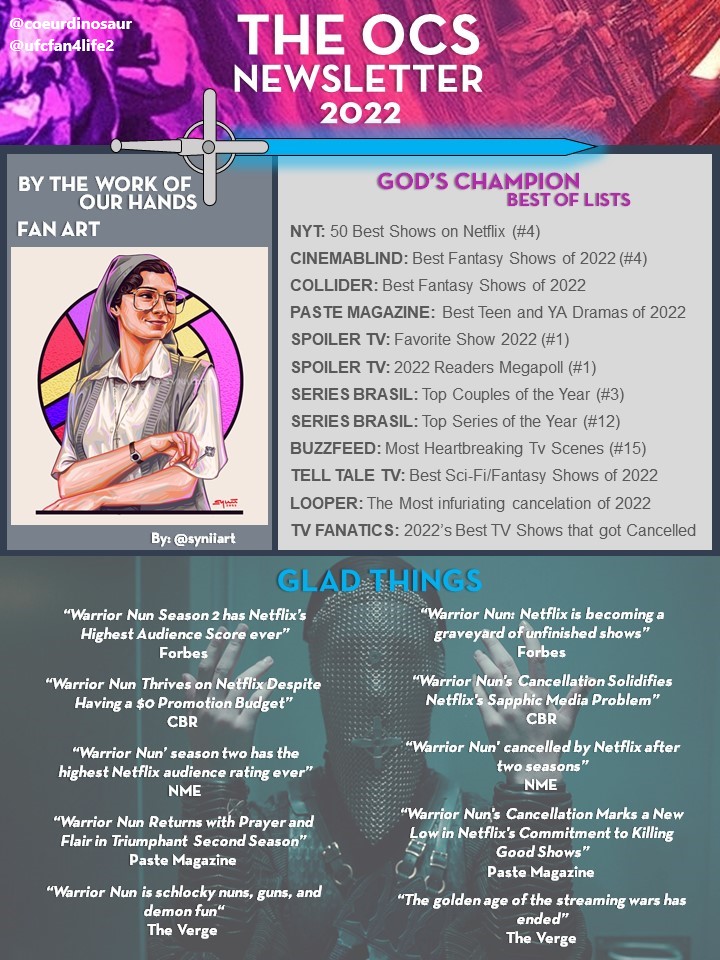 @coeurdinosaur
@ufcfan4life2
THE OCS
NEWSLETTER
2022
BY THE WORK OF
OUR HANDS
FAN ART
By: @syniiart
GOD'S CHAMPION
BEST OF LISTS
NYT: 50 Best Shows on Netflix (#4)
CINEMABLIND: Best Fantasy Shows of 2022 (#4)
COLLIDER: Best Fantasy Shows of 2022
PASTE MAGAZINE: Best Teen and YA Dramas of 2022
SPOILER TV: Favorite Show 2022 (#1)
SPOILER TV: 2022 Readers Megapoll (#1)
SERIES BRASIL: Top Couples of the Year (#3)
SERIES BRASIL: Top Series of the Year (#12)
BUZZFEED: Most Heartbreaking Tv Scenes (#15)
TELL TALE TV: Best Sci-Fi/Fantasy Shows of 2022
LOOPER: The Most infuriating cancelation of 2022
TV FANATICS: 2022's Best TV Shows that got Cancelled
GLAD THINGS
"Warrior Nun Season 2 has Netflix's
Highest Audience Score ever"
Forbes
"Warrior Nun Thrives on Netflix Despite
Having a $0 Promotion Budget"
CBR
"Warrior Nun' season two has the
highest Netflix audience rating ever"
NME
"Warrior Nun Returns with Prayer and
Flair in Triumphant Second Season"
Paste Magazine
"Warrior Nun is schlocky nuns, guns, and
demon fun"
The Verge
"Warrior Nun: Netflix is becoming a
graveyard of unfinished shows"
Forbes
"Warrior Nun's Cancellation Solidifies
Netflix's Sapphic Media Problem"
CBR
"Warrior Nun' cancelled by Netflix after
two seasons"
NME
"Warrior Nun's Cancellation Marks a New
Low in Netflix's Commitment to Killing
Good Shows"
Paste Magazine
"The golden age of the streaming wars has
ended"
The Verge